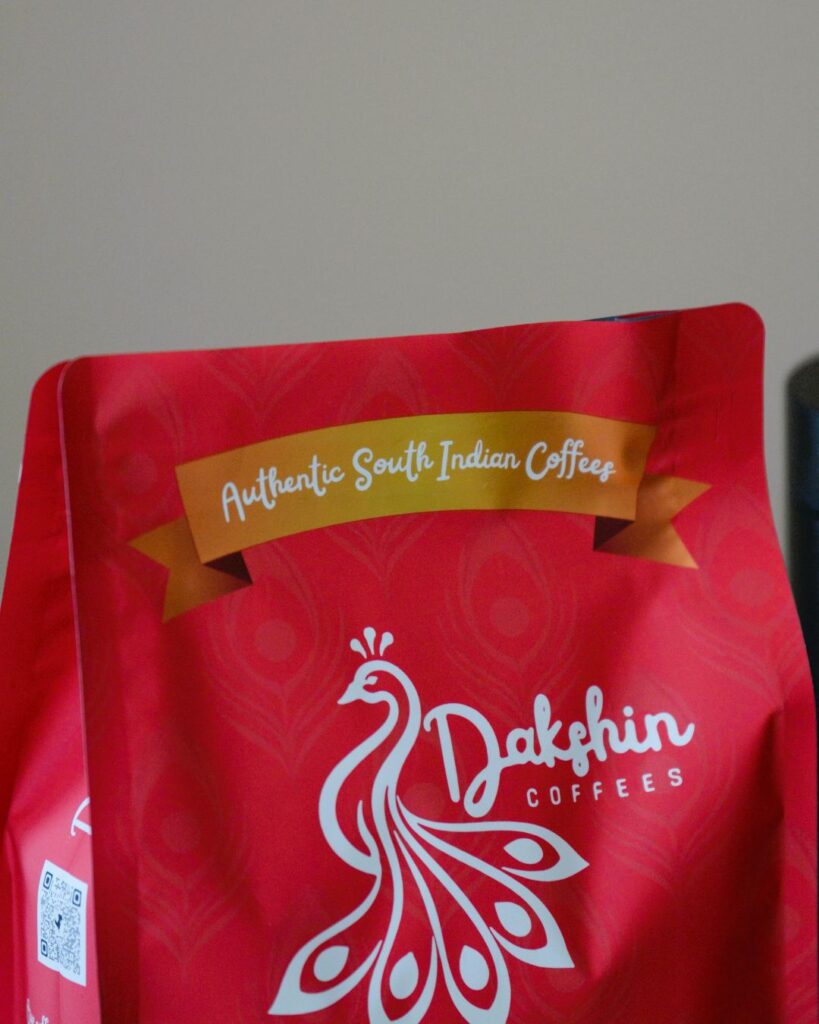 Authentic South Indian Coffees
Dakshin
COFFEES